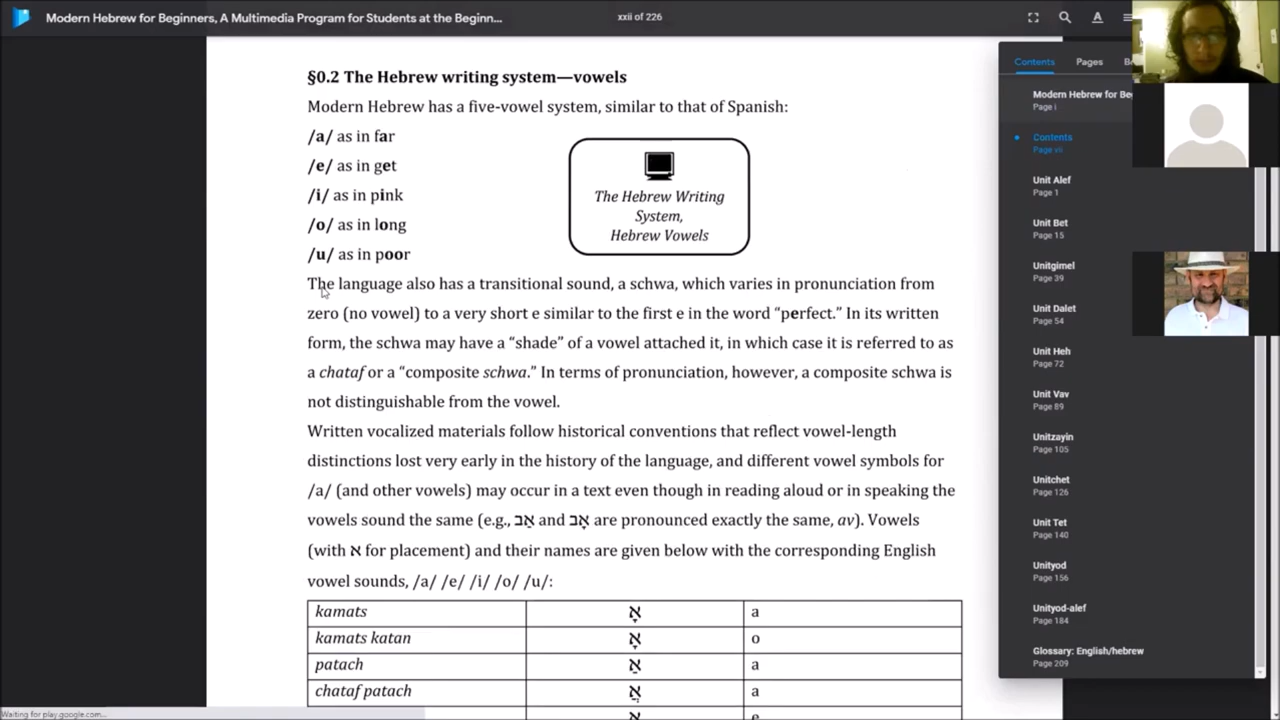 Modern Hebrew for Beginners, A Multimedia Program for Students at the Beginn...
xxii of 226
§0.2 The Hebrew writing system—vowels
Modern Hebrew has a five-vowel system, similar to that of Spanish:
/a/ as in far
/e/ as in get
/i/ as in pink
/o/ as in long
/u/ as in poor
The Hebrew Writing
System,
Hebrew Vowels
The language also has a transitional sound, a schwa, which varies in pronunciation from
zero (no vowel) to a very short e similar to the first e in the word “perfect.” In its written
form, the schwa may have a “shade” of a vowel attached it, in which case it is referred to as
a chataf or a “composite schwa.” In terms of pronunciation, however, a composite schwa is
not distinguishable from the vowel.
Written vocalized materials follow historical conventions that reflect vowel-length
distinctions lost very early in the history of the language, and different vowel symbols for
/a/ (and other vowels) may occur in a text even though in reading aloud or in speaking the
vowels sound the same (e.g., אַב and אָב are pronounced exactly the same, av). Vowels
(with א for placement) and their names are given below with the corresponding English
vowel sounds, /a/ /e/ /i/ /o/ /u/:
kamats אָ a
kamats katan אָ o
patach אַ a
chataf patach אֲ a
e
Contents
Pages
Modern Hebrew for Be
Page i
Contents
Page vii
Unit Alef
Page 1
Unit Bet
Page 15
Unitgimel
Page 39
Unit Dalet
Page 54
Unit Heh
Page 72
Unit Vav
Page 89
Unitzayin
Page 105
Unitchet
Page 126
Unit Tet
Page 140
Unityod
Page 156
Unityod-alef
Page 184
Glossary: English/hebrew
Page 209
Waiting for play.google.com...